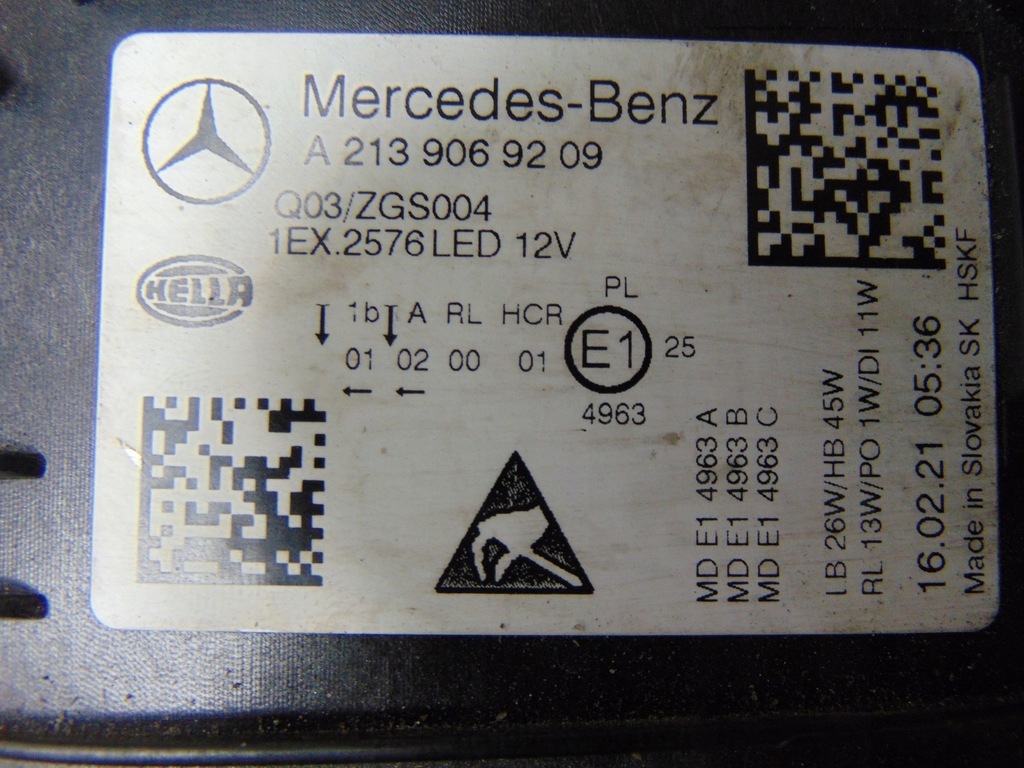 Mercedes-Benz
A 213 906 92 09
Q03/ZGS004
1EX.2576 LED 12V
HELLA
↓ 1b ↓ A RL HCR
01 02 00 01
← ←
PL
E1
25
4963
MD E1 4963 A
MD E1 4963 B
MD E1 4963 C
LB 26W/HB 45W
RL 13W/PO 1W/DI 11W
16.02.21 05:36
Made in Slovakia SK HSKF